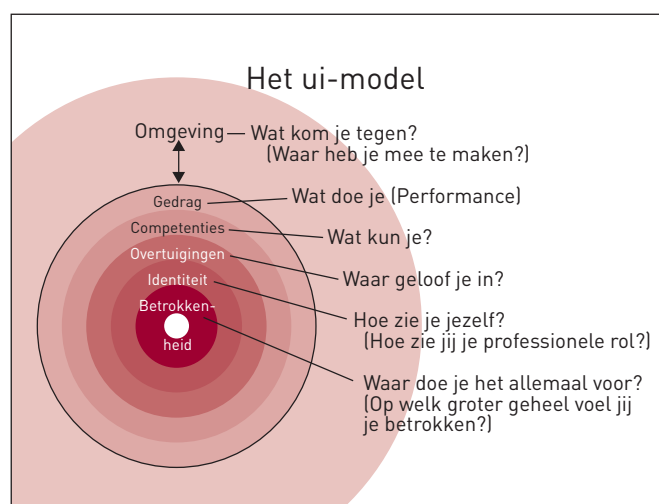 Het ui-model
Omgeving
Wat kom je tegen?
(Waar heb je mee te maken?)
Gedrag
Wat doe je (Performance)
Competenties
Wat kun je?
Overtuigingen
Waar geloof je in?
Identiteit
Hoe zie je jezelf?
(Hoe zie jij je professionele rol?)
Betrokken-
heid
Waar doe je het allemaal voor?
(Op welk groter geheel voel jij
je betrokken?)